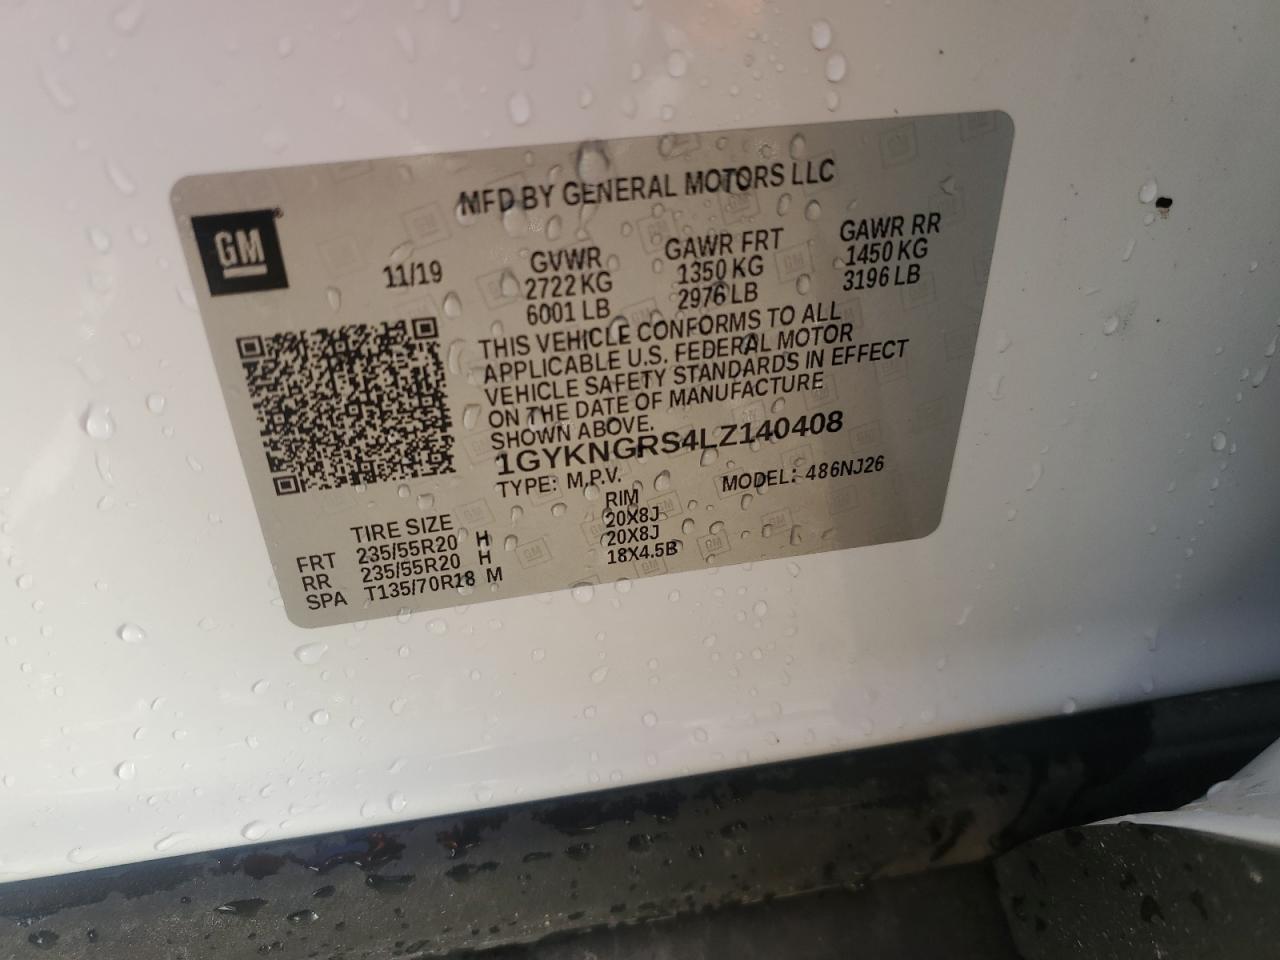 MFD BY GENERAL MOTORS LLC
GM
11/19
GVWR GAWR FRT GAWR RR
2722 KG 1350 KG 1450 KG
6001 LB 2976 LB 3196 LB
THIS VEHICLE CONFORMS TO ALL
APPLICABLE U.S. FEDERAL MOTOR
VEHICLE SAFETY STANDARDS IN EFFECT
ON THE DATE OF MANUFACTURE
SHOWN ABOVE.
1GYKNGRS4LZ140408
TYPE: M.P.V. MODEL: 486NJ26
TIRE SIZE RIM
FRT 235/55R20 H 20X8J
RR 235/55R20 H 20X8J
SPA T135/70R18 M 18X4.5B